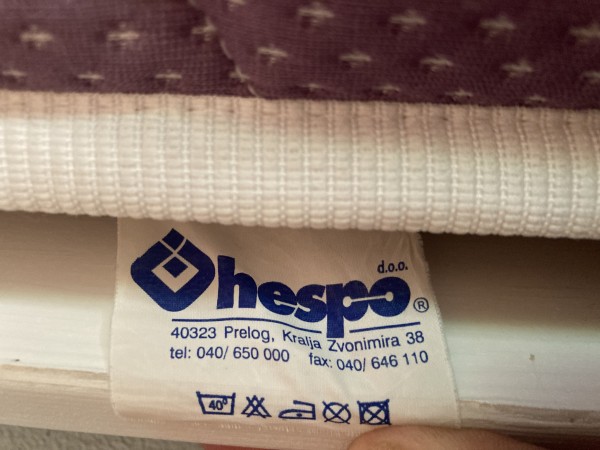 hespo d.o.o. ®
40323 Prelog, Kralja Zvonimira 38
tel: 040/ 650 000 fax: 040/ 646 110
40°